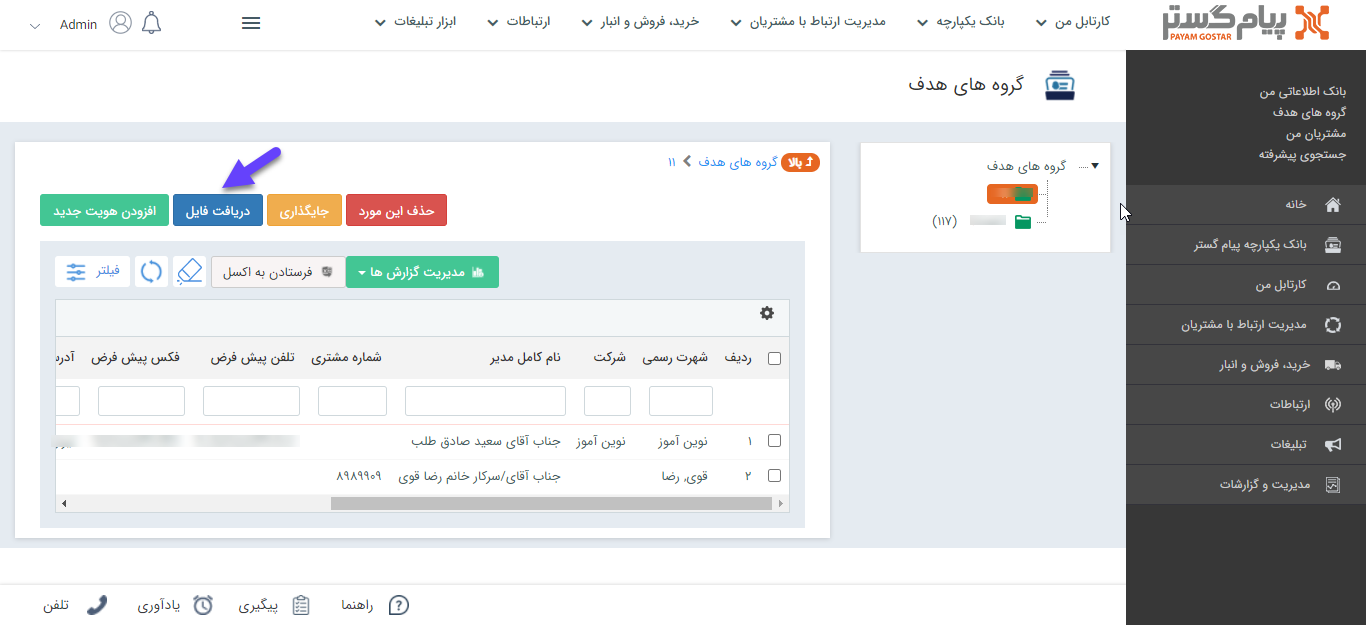 پیام گستر
PAYAM GOSTAR
کارتابل من
بانک یکپارچه
مدیریت ارتباط با مشتریان
خرید، فروش و انبار
ارتباطات
ابزار تبلیغات
Admin
بانک اطلاعاتی من
گروه های هدف
مشتریان من
جستجوی پیشرفته
خانه
بانک یکپارچه پیام گستر
کارتابل من
مدیریت ارتباط با مشتریان
خرید، فروش و انبار
ارتباطات
تبلیغات
مدیریت و گزارشات
گروه های هدف
گروه های هدف
(۱۱۷)
بالا گروه های هدف ۱۱
حذف این مورد جایگذاری دریافت فایل افزودن هویت جدید
مدیریت گزارش ها فرستادن به اکسل فیلتر
ردیف شهرت رسمی شرکت نام کامل مدیر شماره مشتری تلفن پیش فرض فکس پیش فرض آدرس
۱ نوین آموز نوین آموز جناب آقای سعید صادق طلب
۲ قوی, رضا جناب آقای/سرکار خانم رضا قوی ۸۹۸۹۹۰۹
راهنما پیگیری یادآوری تلفن